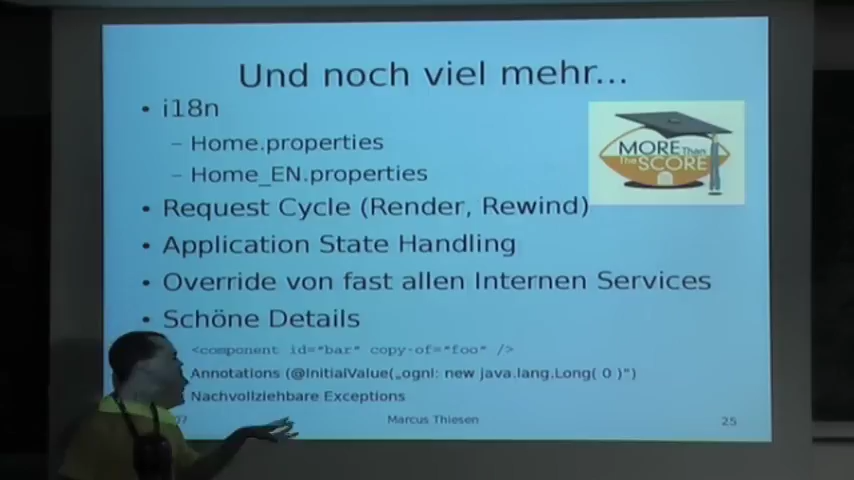 Und noch viel mehr...
• i18n
– Home.properties
– Home_EN.properties
MORE Than
The SCORE
• Request Cycle (Render, Rewind)
• Application State Handling
• Override von fast allen Internen Services
• Schöne Details
<component id="bar" copy-of="foo" />
Annotations (@InitialValue(„ognl: new java.lang.Long( 0 )")
Nachvollziehbare Exceptions
07
Marcus Thiesen
25